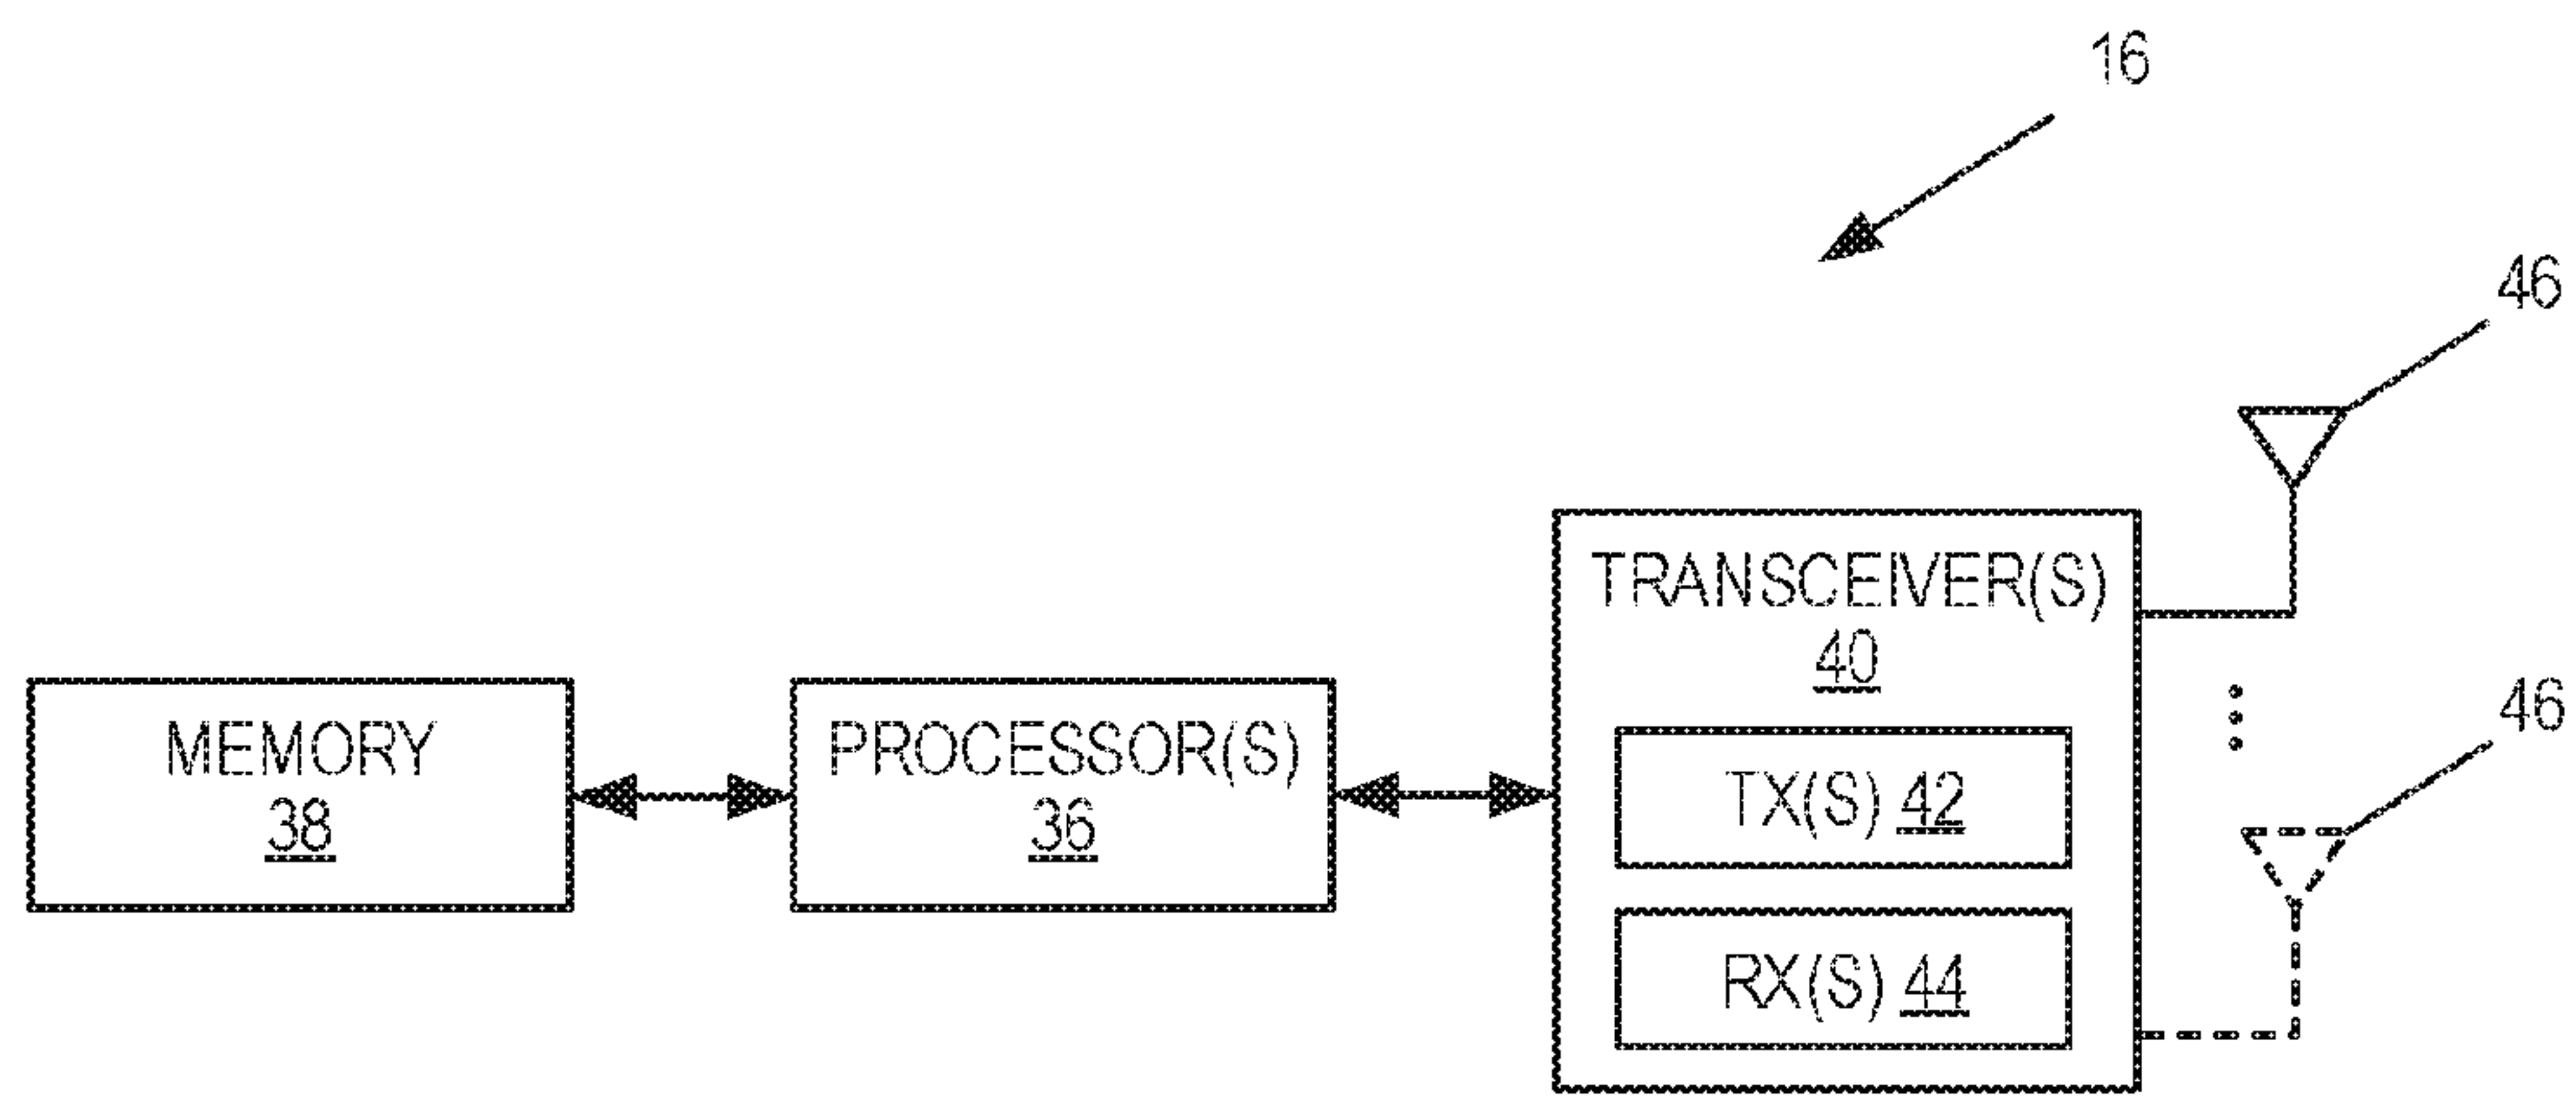 16
46
TRANSCEIVER(S)
40
46
MEMORY
38
PROCESSOR(S)
36
TX(S) 42
RX(S) 44